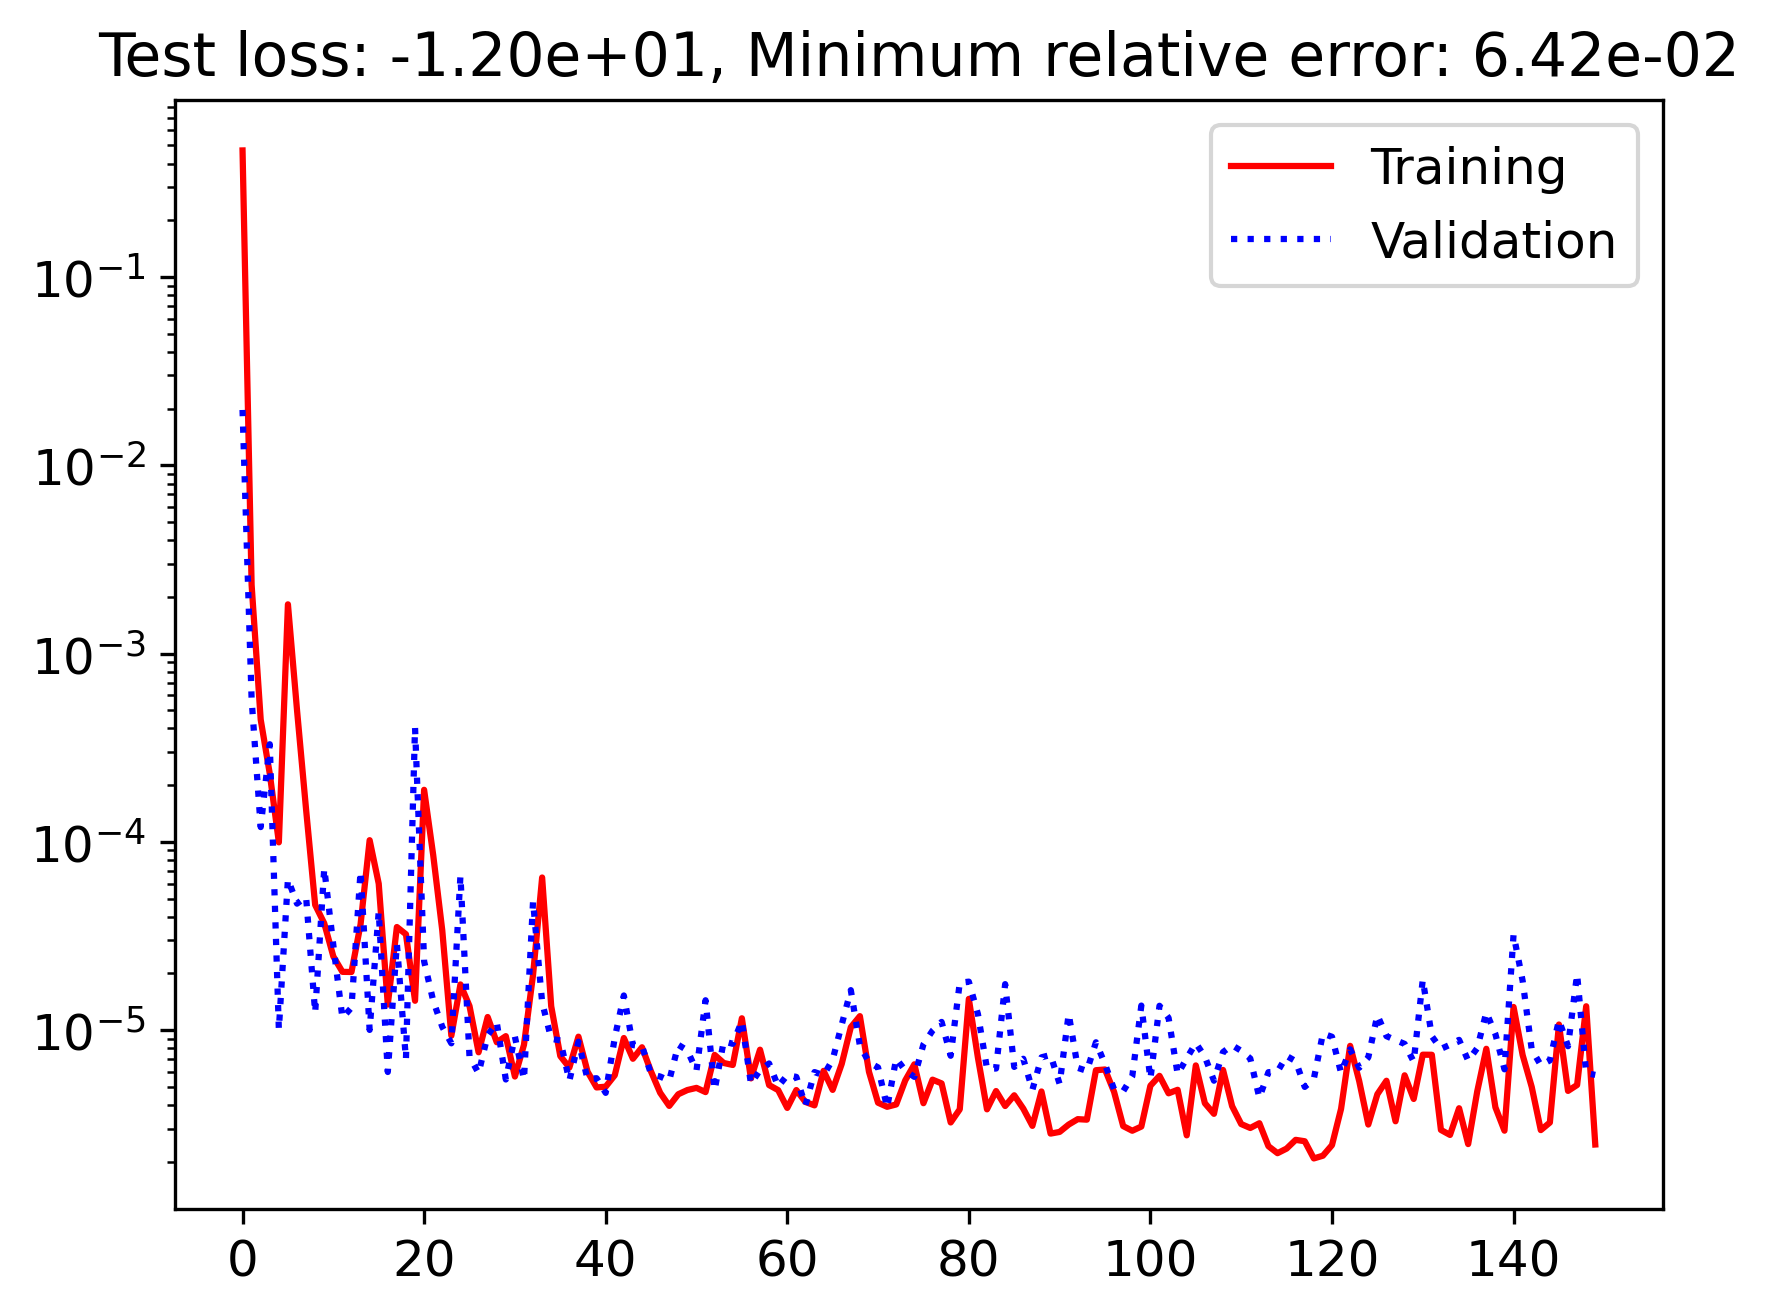 Test loss: -1.20e+01, Minimum relative error: 6.42e-02
Training
Validation
10⁻¹
10⁻²
10⁻³
10⁻⁴
10⁻⁵
0 20 40 60 80 100 120 140